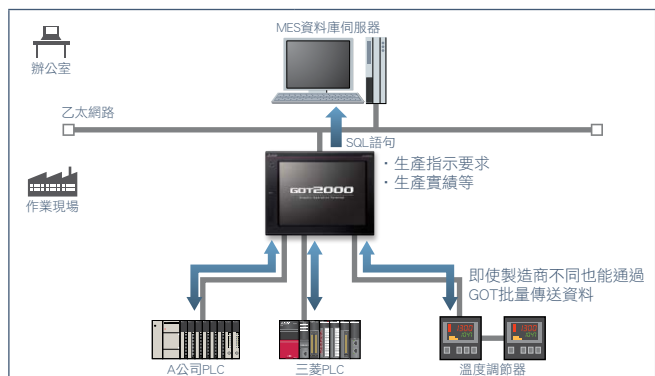 MES資料庫伺服器
辦公室
乙太網路
SQL語句
・生產指示要求
・生產實績等
GOT2000
作業現場
即使製造商不同也能通過
GOT批量傳送資料
A公司PLC
三菱PLC
溫度調節器